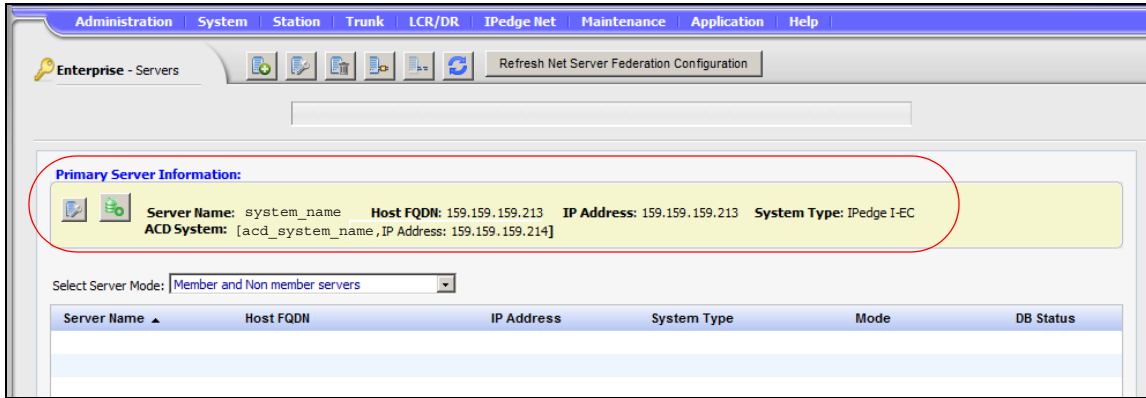 Administration System Station Trunk LCR/DR IPedge Net Maintenance Application Help
Enterprise - Servers Refresh Net Server Federation Configuration
Primary Server Information:
Server Name: system_name Host FQDN: 159.159.159.213 IP Address: 159.159.159.213 System Type: IPedge I-EC
ACD System: [acd_system_name,IP Address: 159.159.159.214]
Select Server Mode: Member and Non member servers
Server Name Host FQDN IP Address System Type Mode DB Status